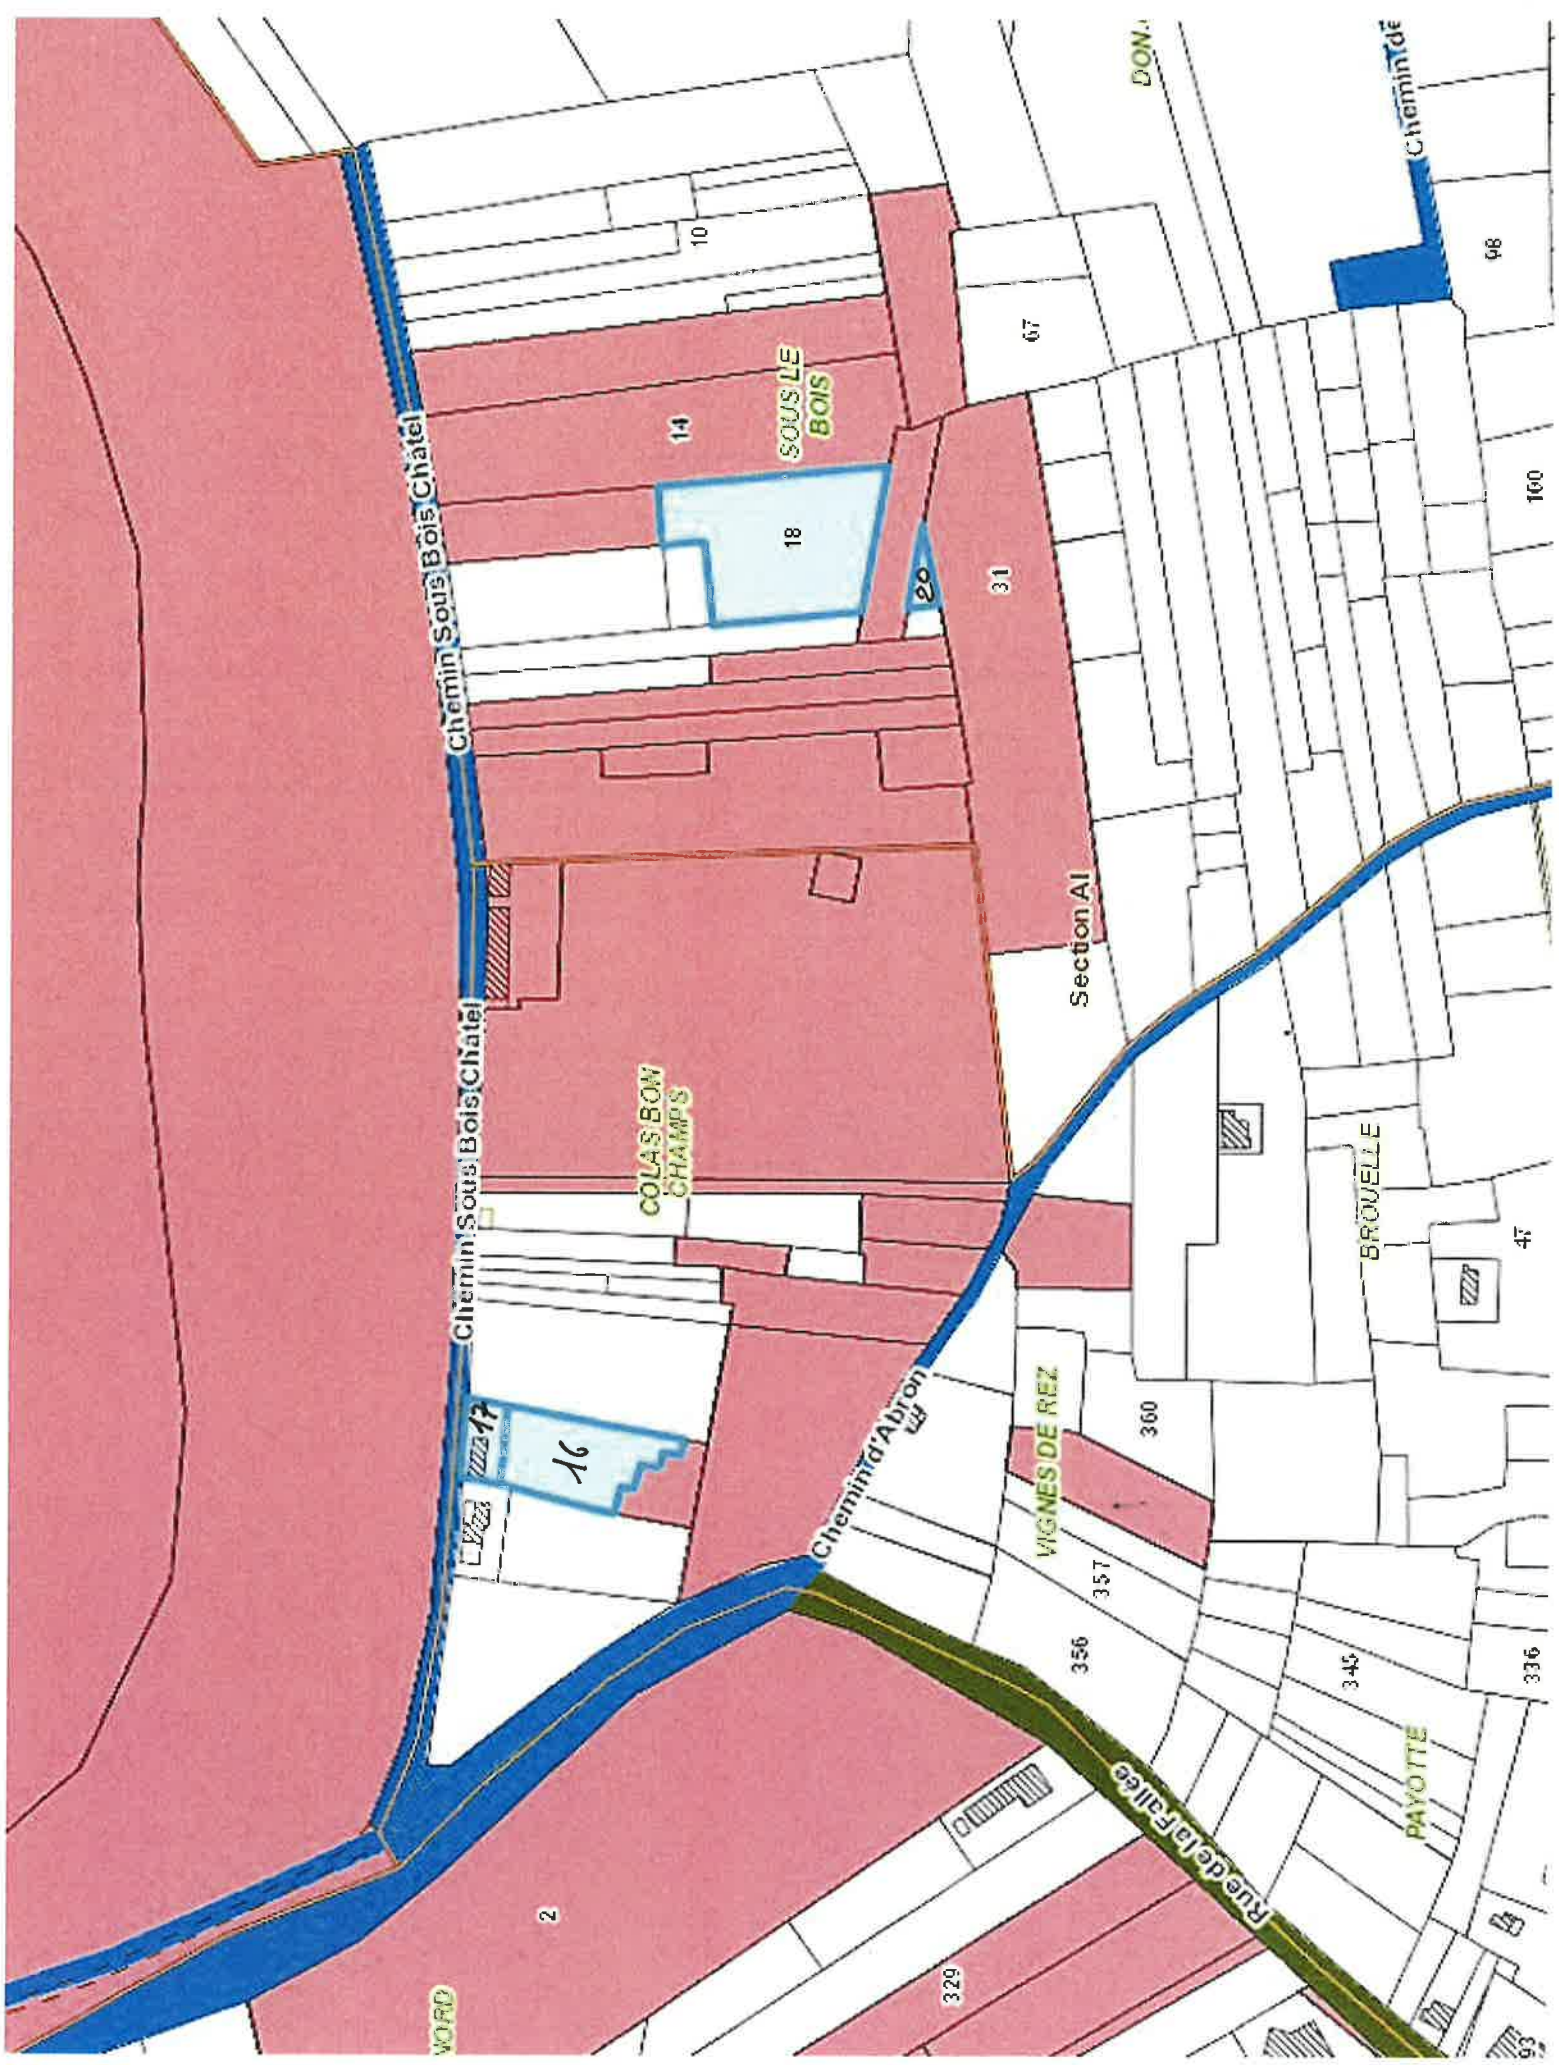 Chemin Sous Bois Châtel
Chemin Sous Bois Châtel
Chemin Sous Bois Châtel
10
14
SOUS LE
BOIS
18
20
31
67
98
100
Chemin de
Section AI
COLAS BON
CHAMPS
17
16
Chemin d'Abron
VIGNES DE REZ
360
357
356
345
336
BROUELLE
47
PAYOTTE
Rue de la Fallée
2
329
93